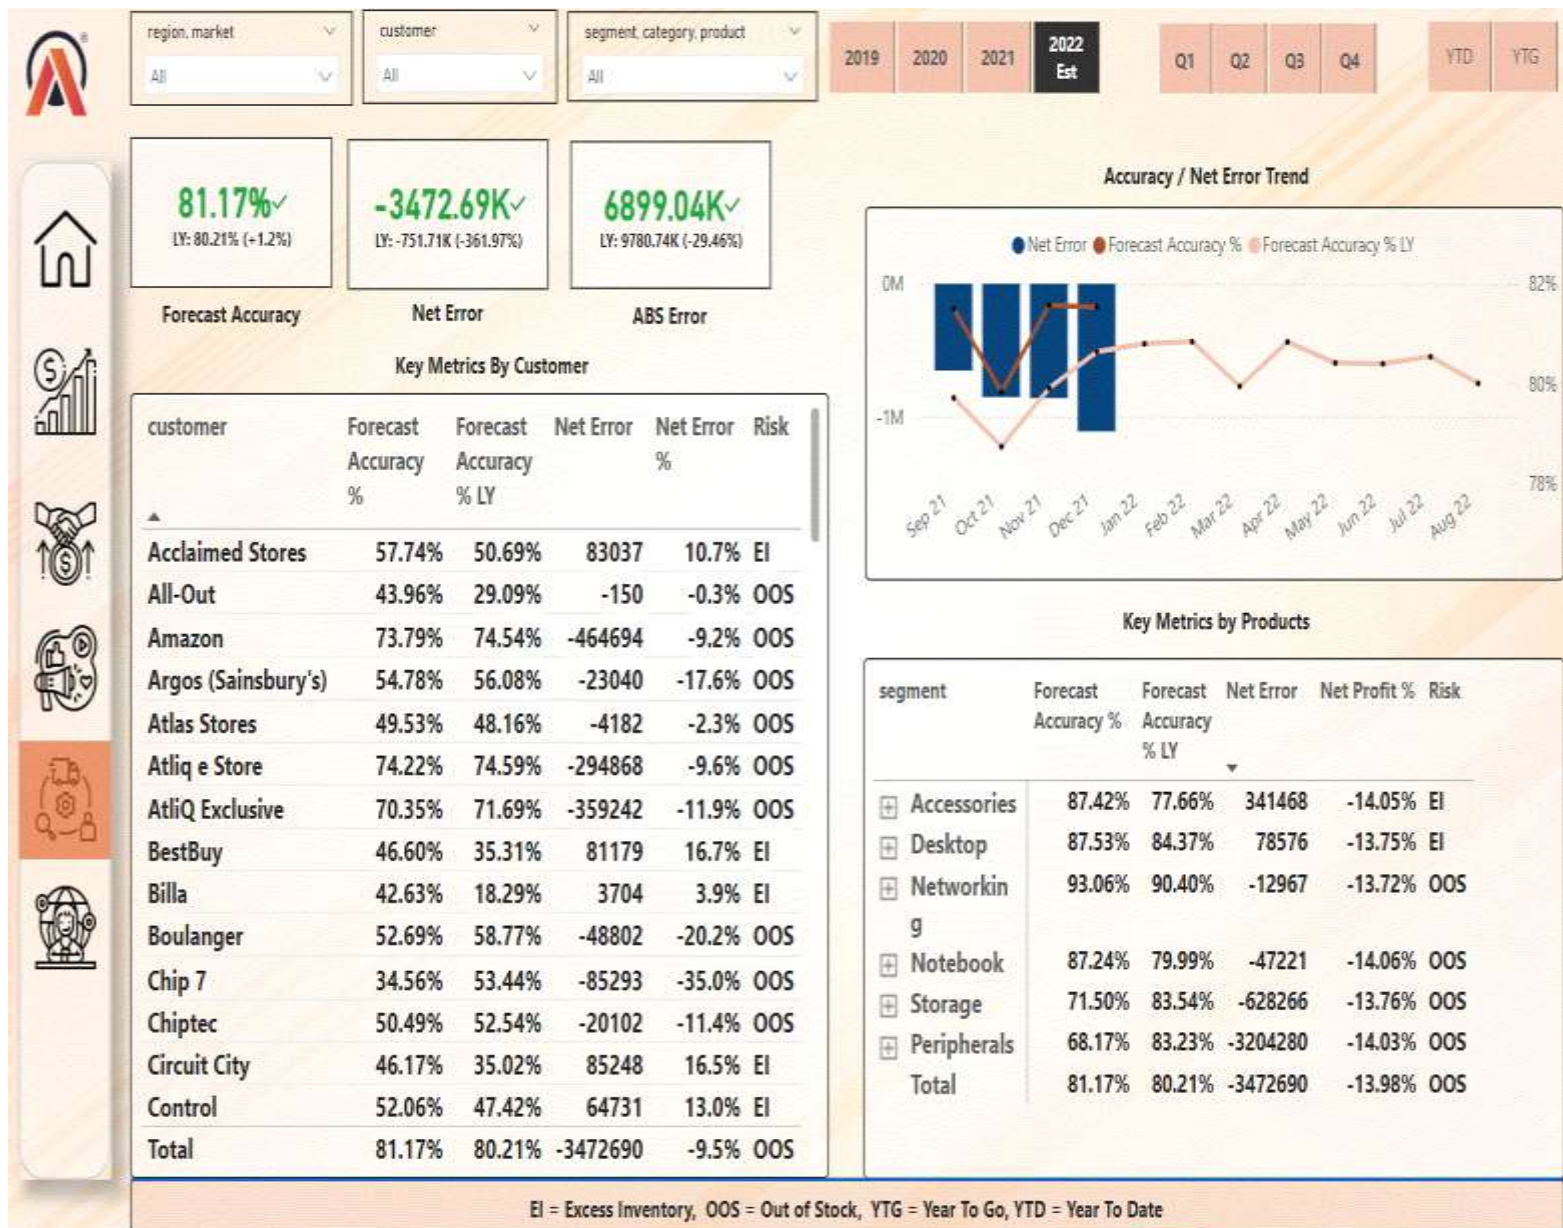 region, market
customer
segment, category, product
All
All
All
2019
2020
2021
2022
Est
Q1
Q2
Q3
Q4
YTD
YTG
81.17%✓
LY: 80.21% (+1.2%)
Forecast Accuracy
-3472.69K✓
LY: -751.71K (-361.97%)
Net Error
6899.04K✓
LY: 9780.74K (-29.46%)
ABS Error
Key Metrics By Customer
customer Forecast Accuracy % Forecast Accuracy % LY Net Error Net Error % Risk
Acclaimed Stores 57.74% 50.69% 83037 10.7% EI
All-Out 43.96% 29.09% -150 -0.3% OOS
Amazon 73.79% 74.54% -464694 -9.2% OOS
Argos (Sainsbury's) 54.78% 56.08% -23040 -17.6% OOS
Atlas Stores 49.53% 48.16% -4182 -2.3% OOS
Atliq e Store 74.22% 74.59% -294868 -9.6% OOS
AtliQ Exclusive 70.35% 71.69% -359242 -11.9% OOS
BestBuy 46.60% 35.31% 81179 16.7% EI
Billa 42.63% 18.29% 3704 3.9% EI
Boulanger 52.69% 58.77% -48802 -20.2% OOS
Chip 7 34.56% 53.44% -85293 -35.0% OOS
Chiptec 50.49% 52.54% -20102 -11.4% OOS
Circuit City 46.17% 35.02% 85248 16.5% EI
Control 52.06% 47.42% 64731 13.0% EI
Total 81.17% 80.21% -3472690 -9.5% OOS
Accuracy / Net Error Trend
Net Error Forecast Accuracy % Forecast Accuracy % LY
0M
-1M
82%
80%
78%
Sep 21
Oct 21
Nov 21
Dec 21
Jan 22
Feb 22
Mar 22
Apr 22
May 22
Jun 22
Jul 22
Aug 22
Key Metrics by Products
segment Forecast Accuracy % Forecast Accuracy % LY Net Error Net Profit % Risk
Accessories 87.42% 77.66% 341468 -14.05% EI
Desktop 87.53% 84.37% 78576 -13.75% EI
Networkin 93.06% 90.40% -12967 -13.72% OOS
g
Notebook 87.24% 79.99% -47221 -14.06% OOS
Storage 71.50% 83.54% -628266 -13.76% OOS
Peripherals 68.17% 83.23% -3204280 -14.03% OOS
Total 81.17% 80.21% -3472690 -13.98% OOS
EI = Excess Inventory, OOS = Out of Stock, YTG = Year To Go, YTD = Year To Date